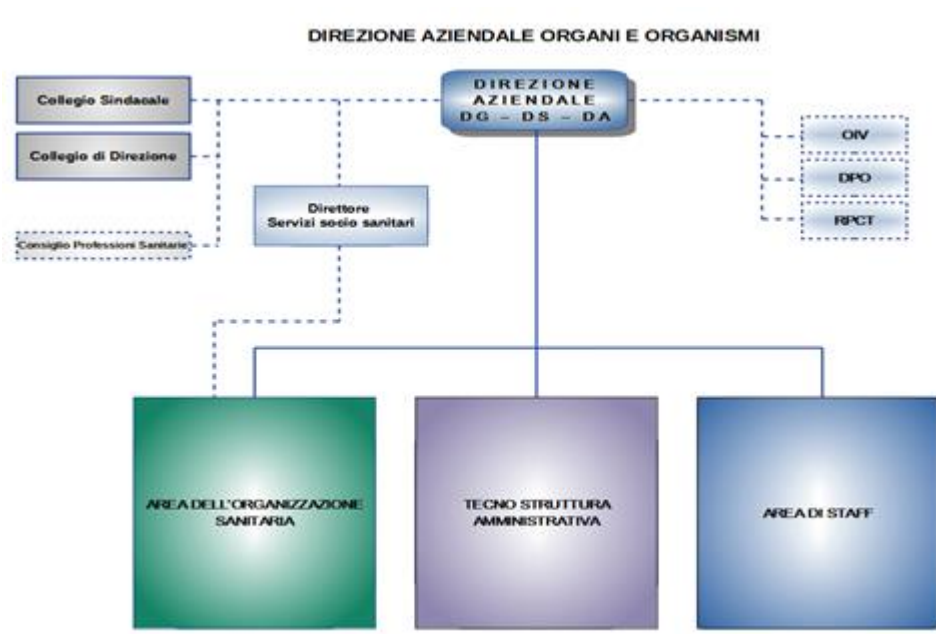 DIREZIONE AZIENDALE ORGANI E ORGANISMI
DIREZIONE
AZIENDALE
DG – DS – DA
Collegio Sindacale
Collegio di Direzione
Consiglio Professioni Sanitarie
Direttore
Servizi socio sanitari
OIV
DPO
RPCT
AREA DELL'ORGANIZZAZIONE
SANITARIA
TECNO STRUTTURA
AMMINISTRATIVA
AREA DI STAFF